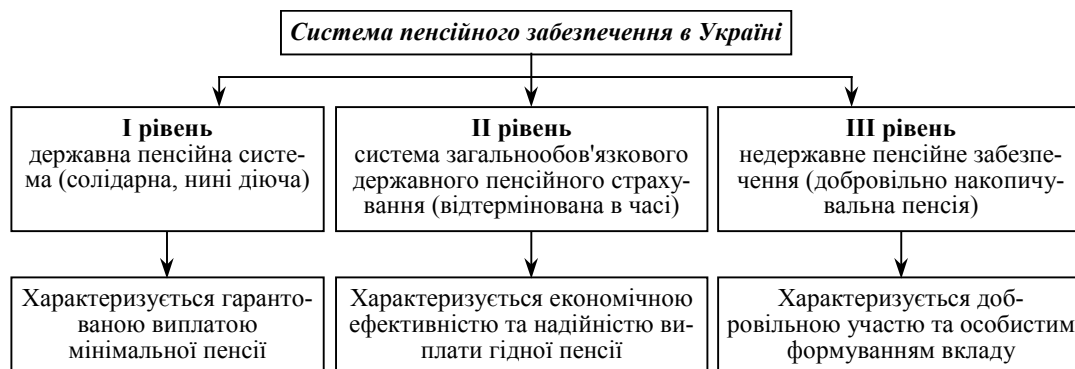 Система пенсійного забезпечення в Україні
І рівень
державна пенсійна систе-
ма (солідарна, нині діюча)
ІІ рівень
система загальнообов'язкового
державного пенсійного страху-
вання (відтермінована в часі)
ІІІ рівень
недержавне пенсійне забезпе-
чення (добровільно накопичу-
вальна пенсія)
Характеризується гаранто-
ваною виплатою
мінімальної пенсії
Характеризується економічною
ефективністю та надійністю ви-
плати гідної пенсії
Характеризується доб-
ровільною участю та особистим
формуванням вкладу